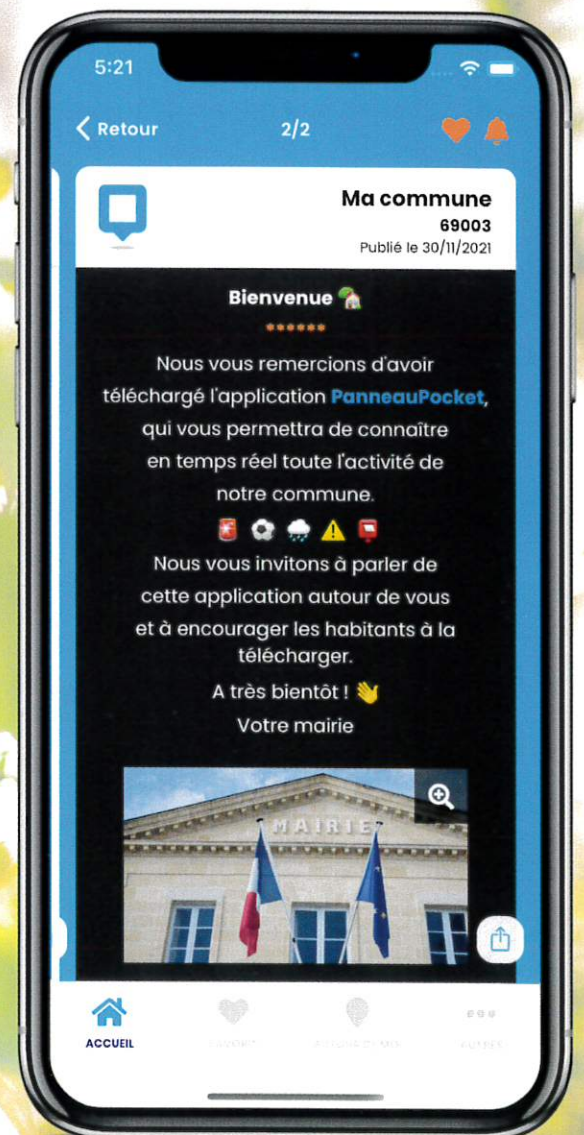 5:21
Retour
2/2
Ma commune
69003
Publié le 30/11/2021
Bienvenue
Nous vous remercions d'avoir
téléchargé l'application PanneauPocket,
qui vous permettra de connaître
en temps réel toute l'activité de
notre commune.
Nous vous invitons à parler de
cette application autour de vous
et à encourager les habitants à la
télécharger.
A très bientôt !
Votre mairie
MAIRIE
ACCUEIL